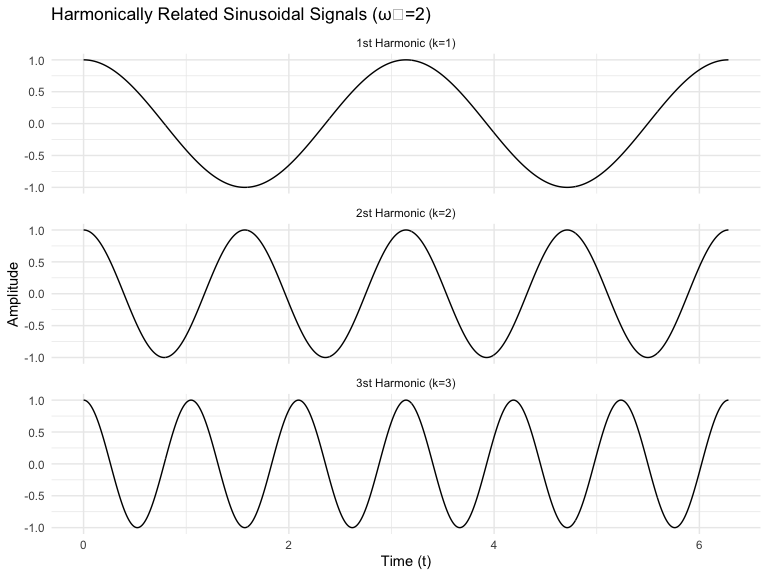 Harmonically Related Sinusoidal Signals (ω□=2)
1st Harmonic (k=1)
1.0
0.5
0.0
-0.5
-1.0
2st Harmonic (k=2)
1.0
0.5
0.0
-0.5
-1.0
Amplitude
3st Harmonic (k=3)
1.0
0.5
0.0
-0.5
-1.0
0 2 4 6
Time (t)